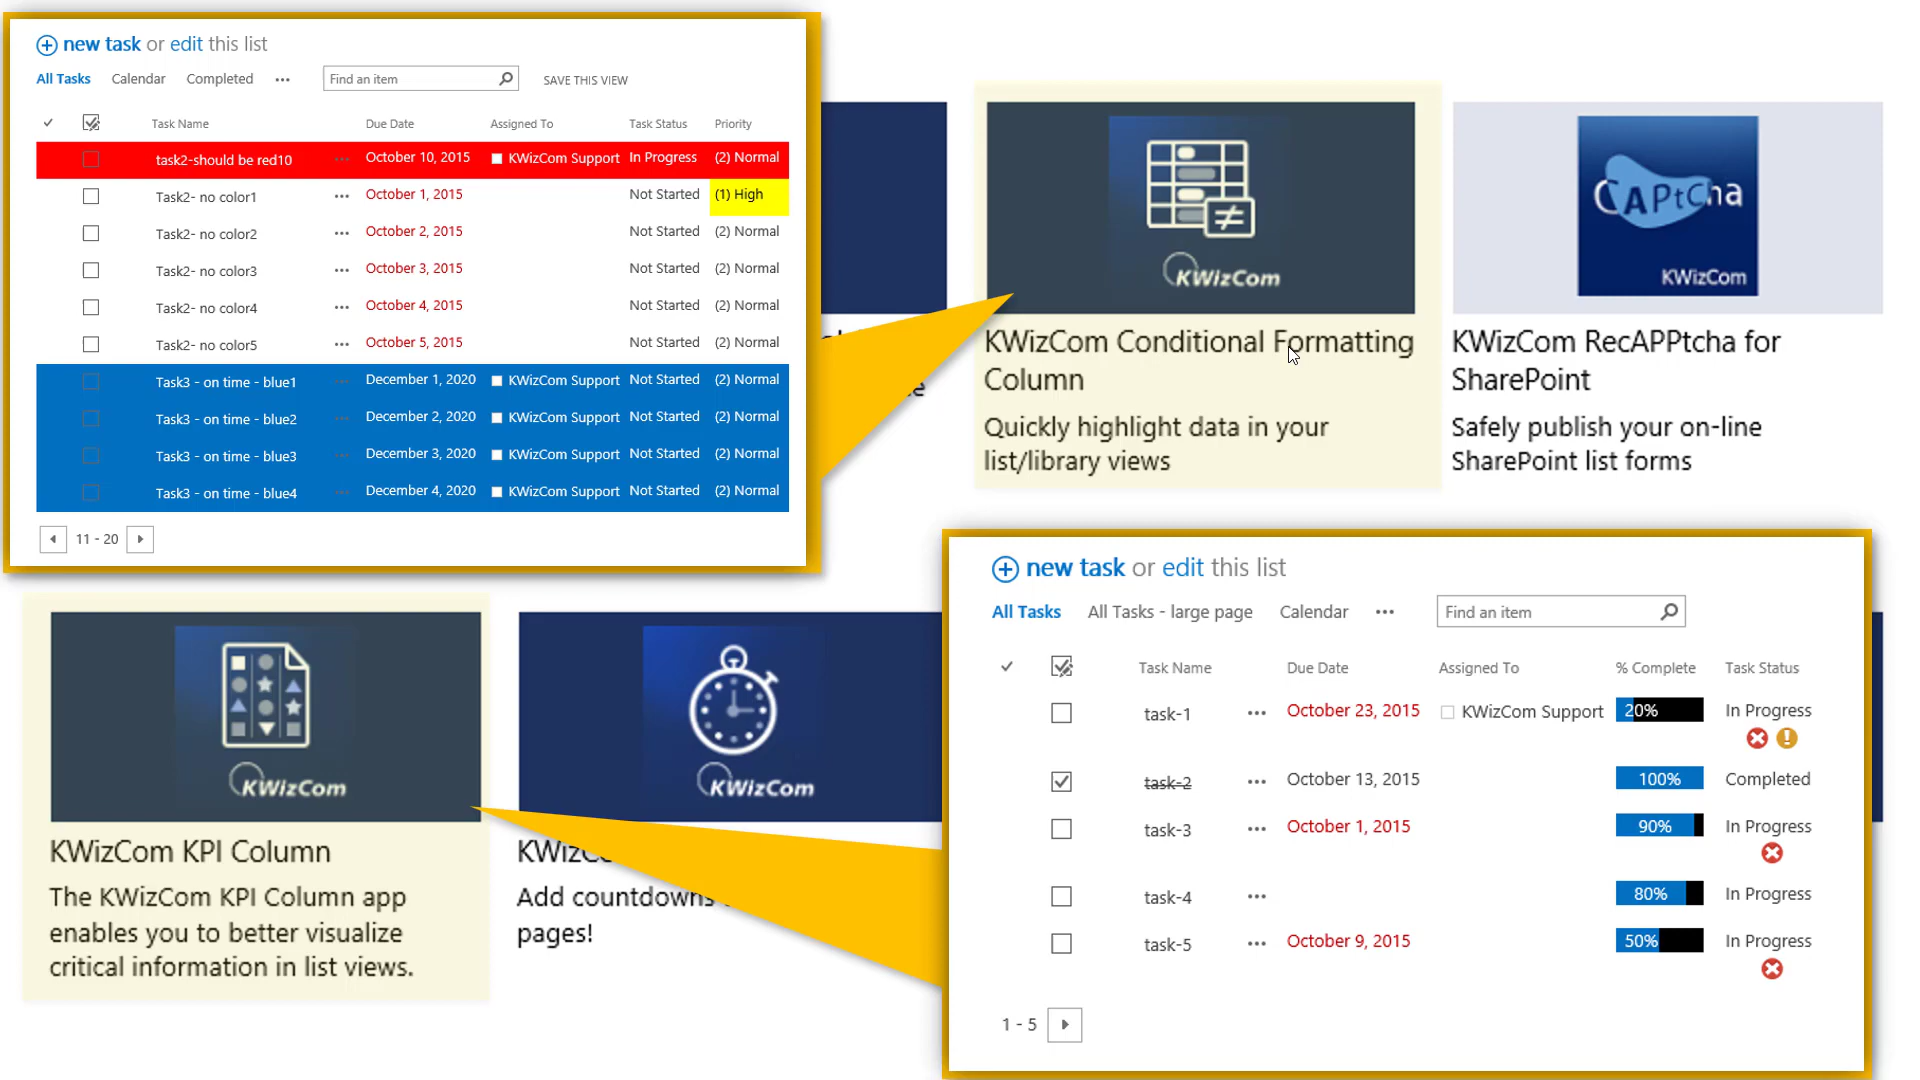 new task or edit this list
All Tasks Calendar Completed ••• Find an item SAVE THIS VIEW
Task Name Due Date Assigned To Task Status Priority
task2-should be red10 ••• October 10, 2015 KWizCom Support In Progress (2) Normal
Task2- no color1 ••• October 1, 2015 Not Started (1) High
Task2- no color2 ••• October 2, 2015 Not Started (2) Normal
Task2- no color3 ••• October 3, 2015 Not Started (2) Normal
Task2- no color4 ••• October 4, 2015 Not Started (2) Normal
Task2- no color5 ••• October 5, 2015 Not Started (2) Normal
Task3 - on time - blue1 ••• December 1, 2020 KWizCom Support Not Started (2) Normal
Task3 - on time - blue2 ••• December 2, 2020 KWizCom Support Not Started (2) Normal
Task3 - on time - blue3 ••• December 3, 2020 KWizCom Support Not Started (2) Normal
Task3 - on time - blue4 ••• December 4, 2020 KWizCom Support Not Started (2) Normal
11 - 20
KWizCom
KWizCom Conditional Formatting
Column
Quickly highlight data in your
list/library views
CAPtCha
KWizCom
KWizCom RecAPPtcha for
SharePoint
Safely publish your on-line
SharePoint list forms
KWizCom
KWizCom KPI Column
The KWizCom KPI Column app
enables you to better visualize
critical information in list views.
KWizCom
Add countdowns
pages!
new task or edit this list
All Tasks All Tasks - large page Calendar ••• Find an item
Task Name Due Date Assigned To % Complete Task Status
task-1 ••• October 23, 2015 KWizCom Support 20% In Progress
task-2 ••• October 13, 2015 100% Completed
task-3 ••• October 1, 2015 90% In Progress
task-4 ••• 80% In Progress
task-5 ••• October 9, 2015 50% In Progress
1 - 5